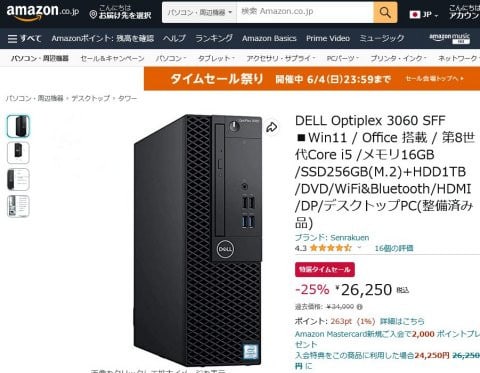 amazon.co.jp
こんにちは
お届け先を選択
パソコン・周辺機器
検索 Amazon.co.jp
JP
こんにちは
アカウン
すべて
Amazonポイント: 残高を確認
ヘルプ
ランキング
Amazon Basics
Prime Video
ミュージック
amazon music
パソコン・周辺機器
セール&キャンペーン
パソコン
タブレット
アクセサリ・サプライ
PCパーツ
プリンタ・インク
ネットワーク
タイムセール祭り 開催中 6/4(日)23:59まで
セール会場トップへ
パソコン・周辺機器 › デスクトップ › タワー
DELL
DELL Optiplex 3060 SFF
■Win11 / Office 搭載 / 第8世
代Core i5 /メモリ16GB
/SSD256GB(M.2)+HDD1TB
/DVD/WiFi&Bluetooth/HDMI
/DP/デスクトップPC(整備済み
品)
ブランド: Senrakuen
4.3
16個の評価
特選タイムセール
-25% ¥26,250 税込
過去価格: ¥34,990
ポイント: 263pt (1%) 詳細はこちら
Amazon Mastercard新規ご入会で2,000 ポイントプレ
ゼント
入会特典をこの商品に利用した場合24,250円 26,250
円 に